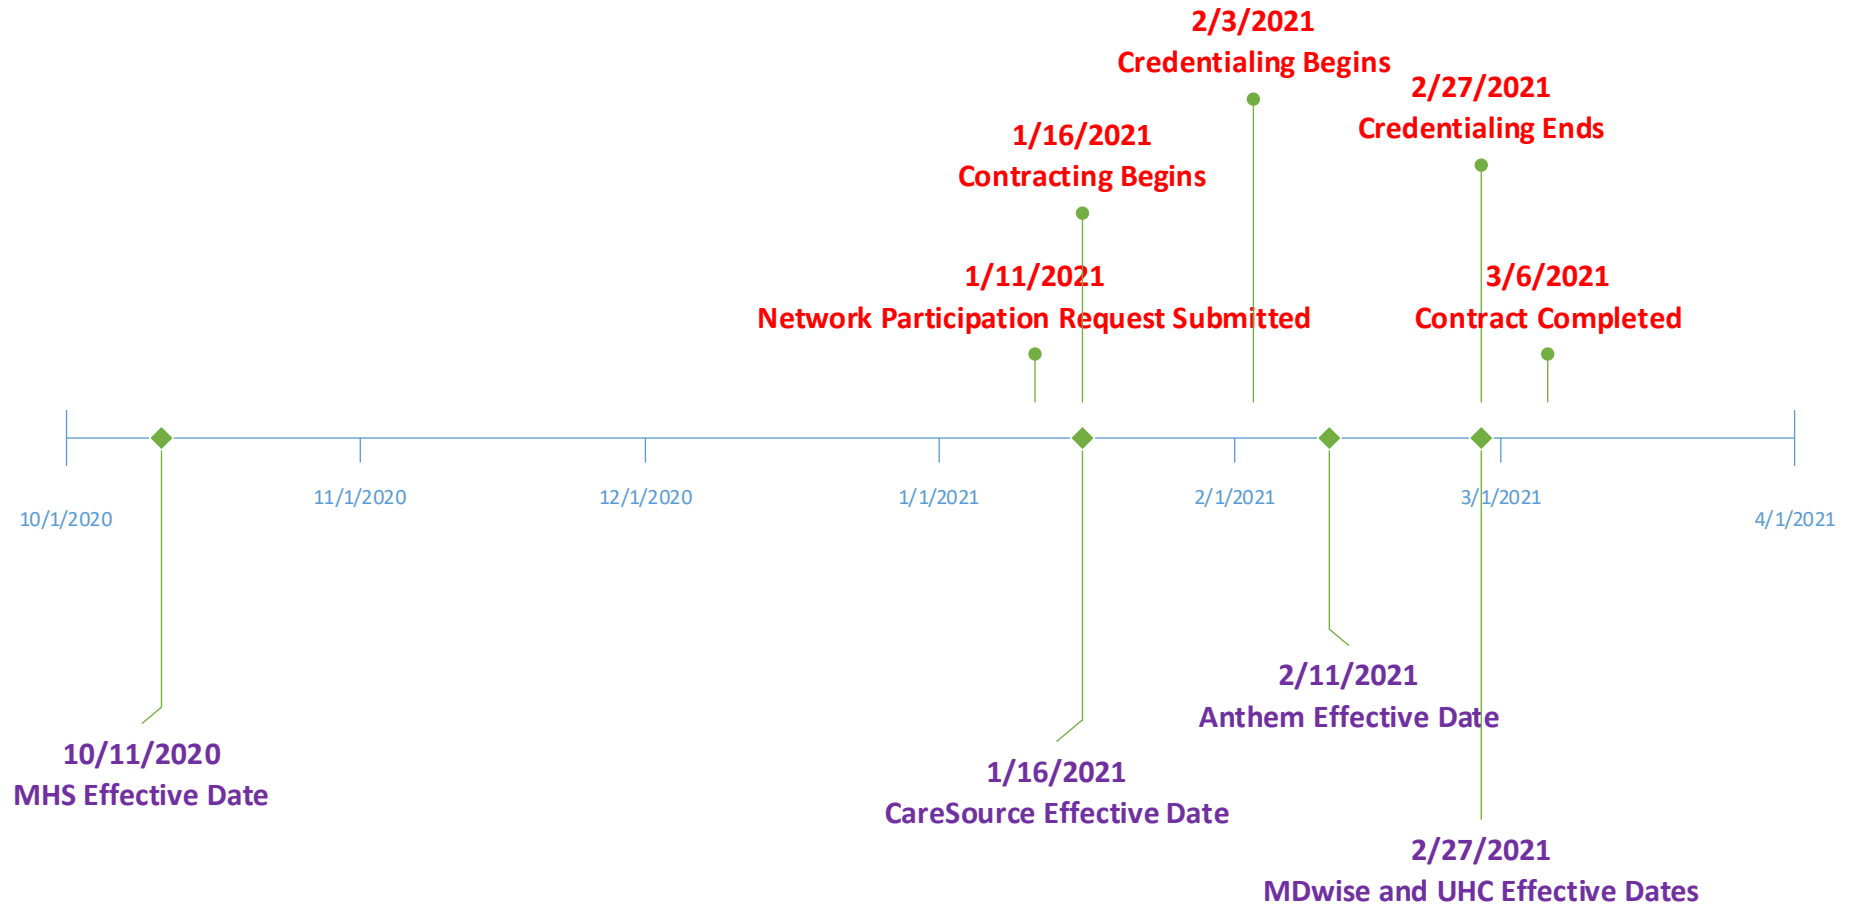 2/3/2021
Credentialing Begins
2/27/2021
Credentialing Ends
1/16/2021
Contracting Begins
1/11/2021
Network Participation Request Submitted
3/6/2021
Contract Completed
10/1/2020
11/1/2020
12/1/2020
1/1/2021
2/1/2021
3/1/2021
4/1/2021
10/11/2020
MHS Effective Date
1/16/2021
CareSource Effective Date
2/11/2021
Anthem Effective Date
2/27/2021
MDwise and UHC Effective Dates